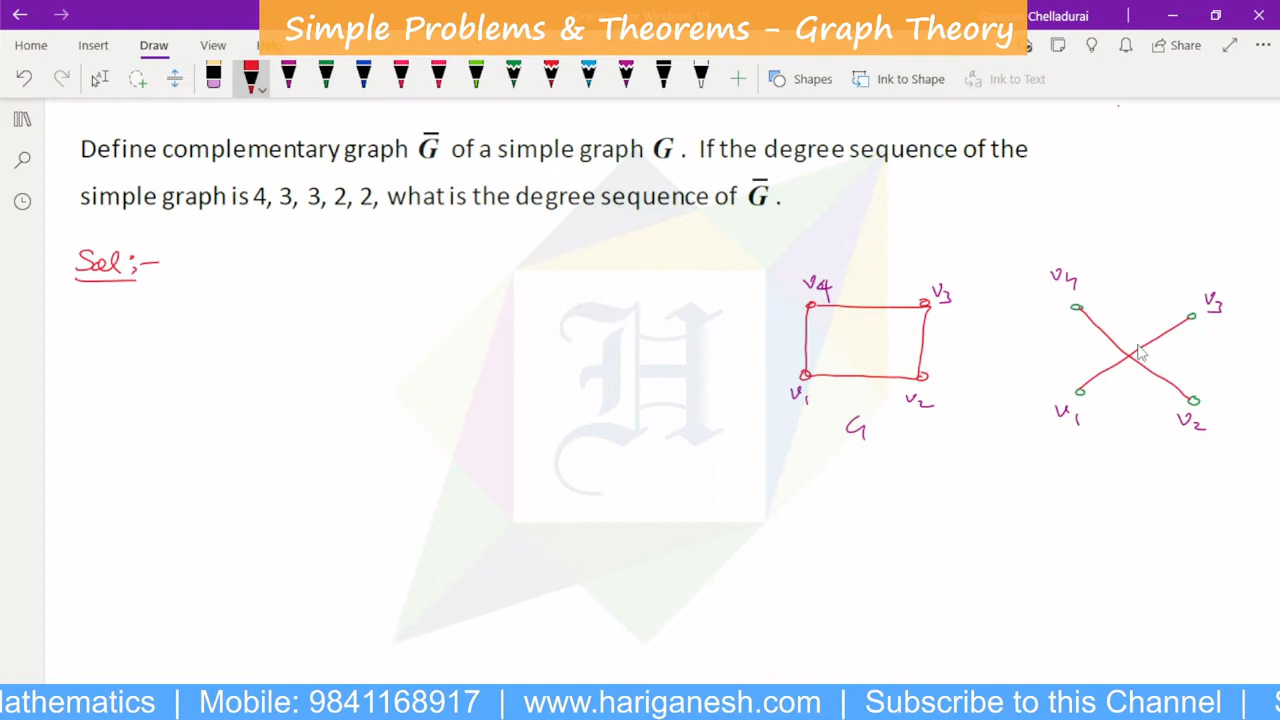 Simple Problems & Theorems - Graph Theory
Chelladurai
Home Insert Draw View
Share
Shapes Ink to Shape Ink to Text
Define complementary graph G̅ of a simple graph G . If the degree sequence of the
simple graph is 4, 3, 3, 2, 2, what is the degree sequence of G̅ .
Sol :-
v4 v3
v1 v2
G
v4 v3
v1 v2
H
Mathematics | Mobile: 9841168917 | www.hariganesh.com | Subscribe to this Channel | S